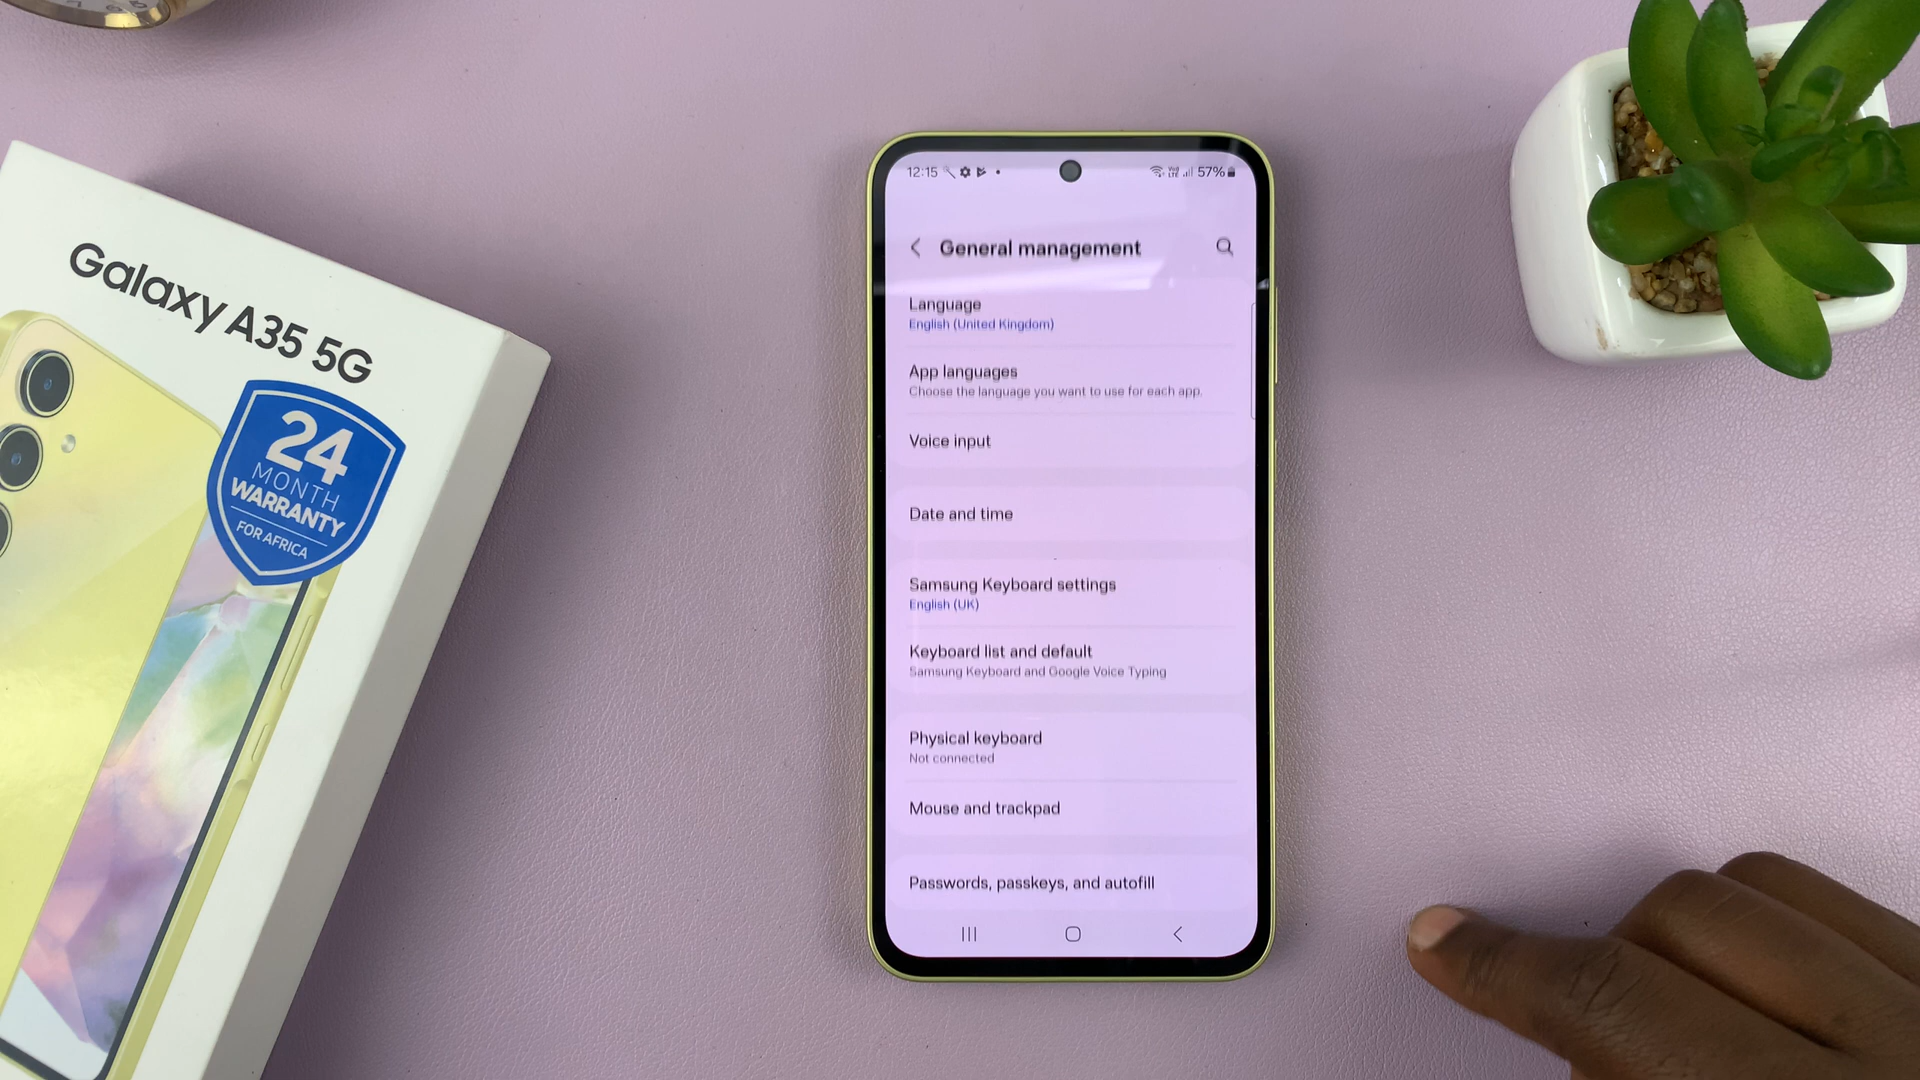 Galaxy A35 5G
24
MONTH
WARRANTY
FOR AFRICA
12:15
57%
General management
Language
English (United Kingdom)
App languages
Choose the language you want to use for each app.
Voice input
Date and time
Samsung Keyboard settings
English (UK)
Keyboard list and default
Samsung Keyboard and Google Voice Typing
Physical keyboard
Not connected
Mouse and trackpad
Passwords, passkeys, and autofill